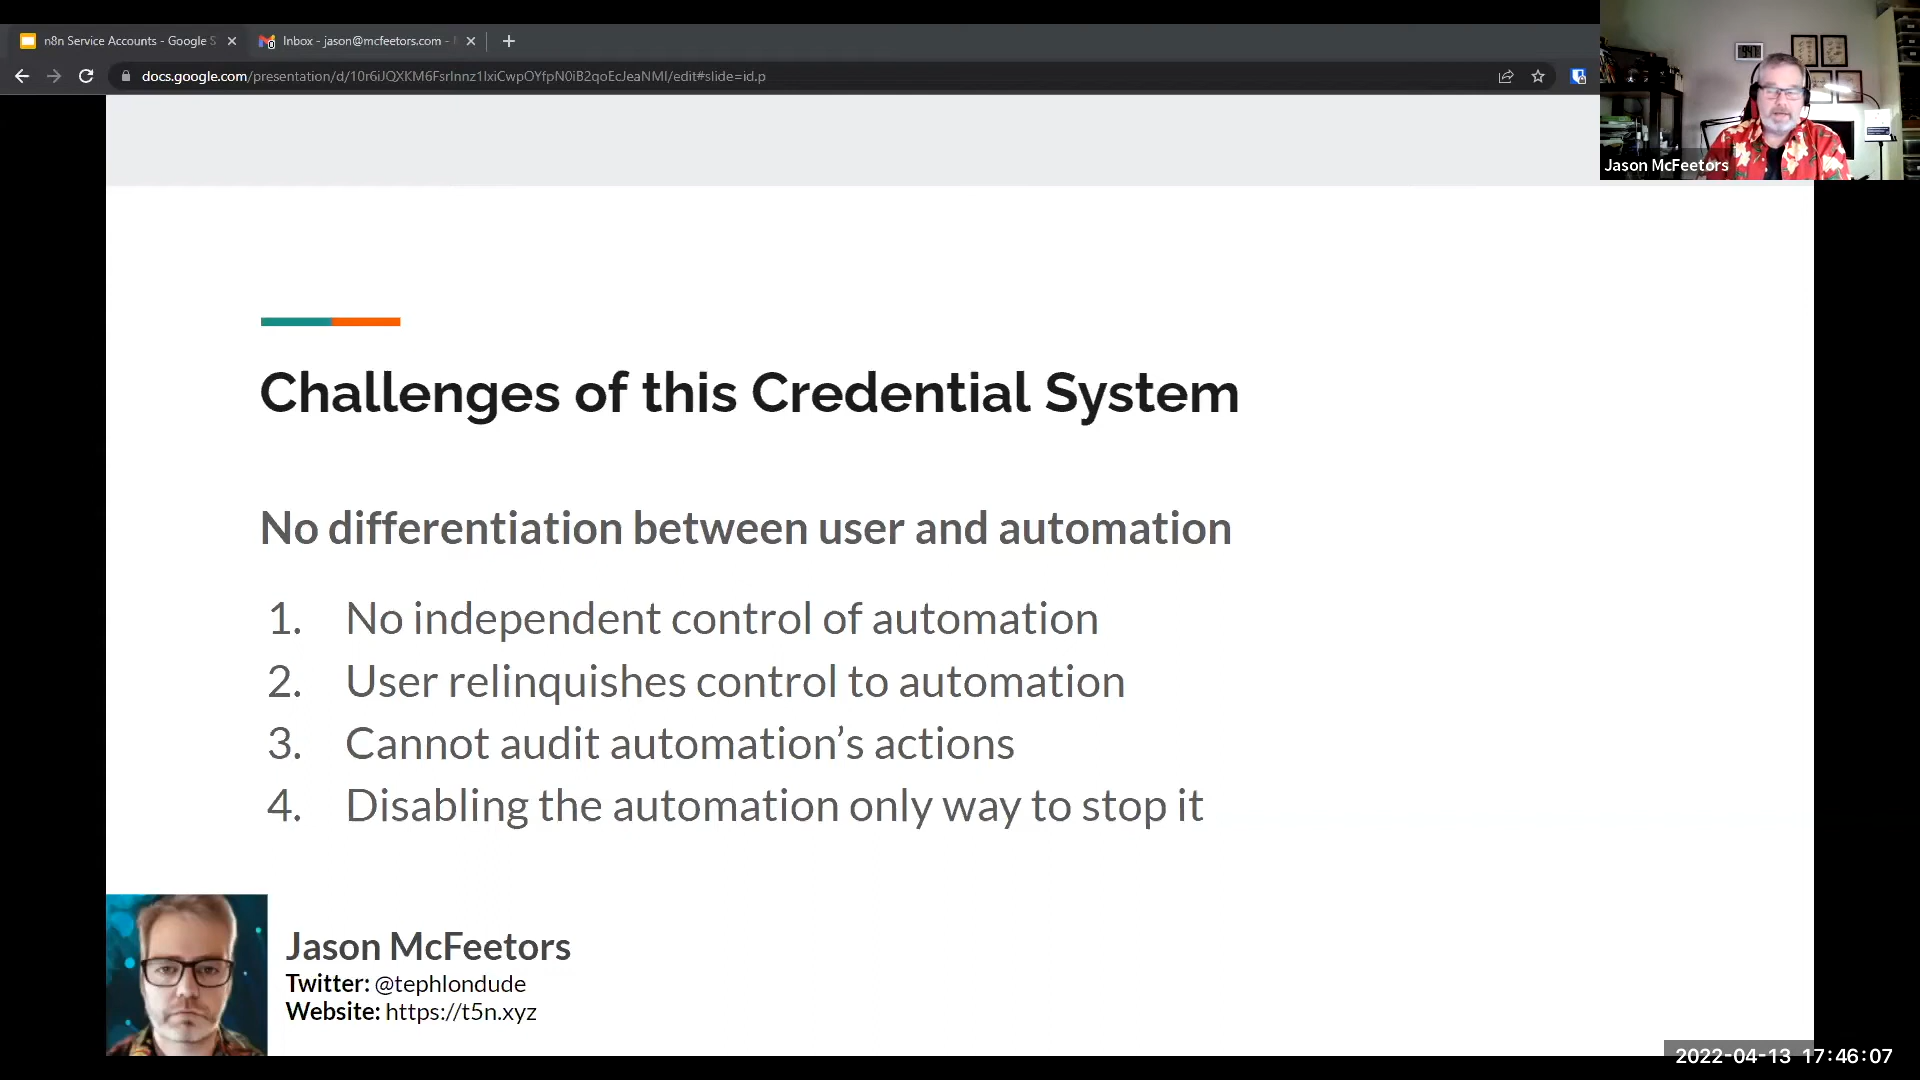 n8n Service Accounts - Google S
Inbox - jason@mcfeetors.com -
docs.google.com/presentation/d/10r6iJQXKM6FsrInnz1lxiCwpOYfpN0iB2qoEcJeaNMI/edit#slide=id.p
Jason McFeetors
Challenges of this Credential System
No differentiation between user and automation
1. No independent control of automation
2. User relinquishes control to automation
3. Cannot audit automation’s actions
4. Disabling the automation only way to stop it
Jason McFeetors
Twitter: @tephlondude
Website: https://t5n.xyz
2022-04-13 17:46:07